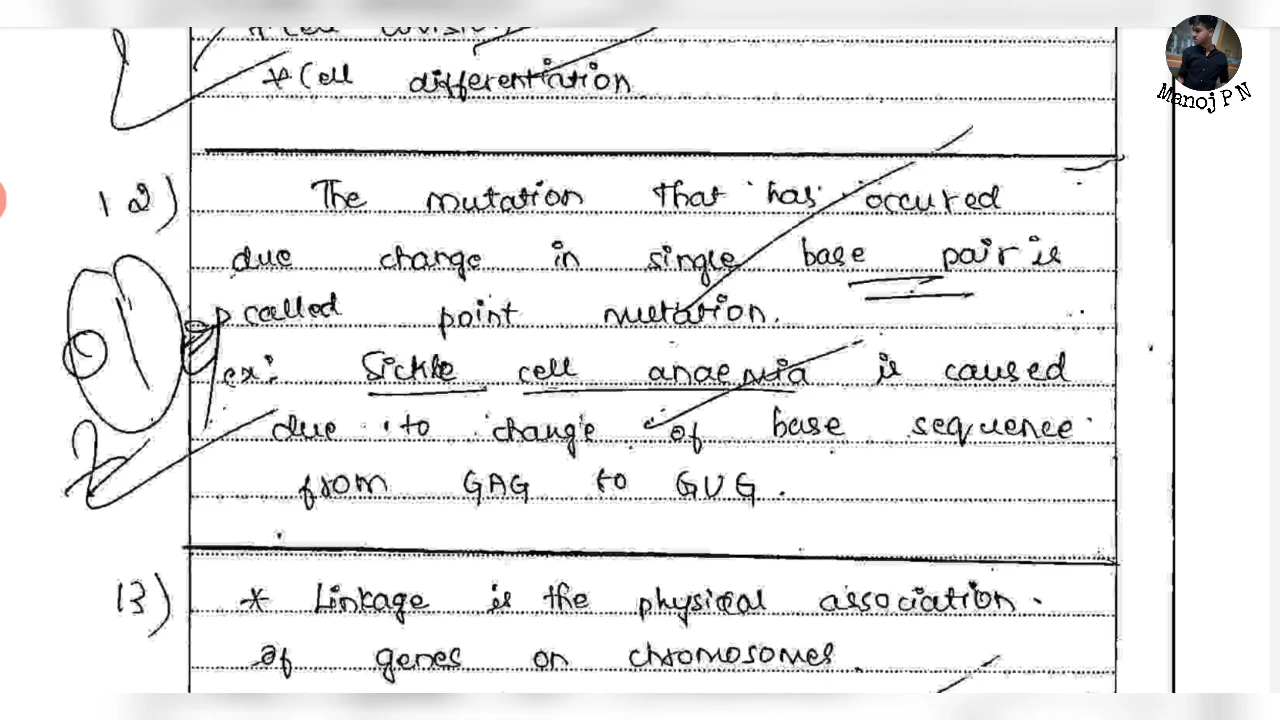 * Cell differentiation
12) The mutation that has occured
due change in single base pair is
called point mutation.
ex: Sickle cell anaemia is caused
due to change of base sequence
from GAG to GUG.
13) * Linkage is the physical association
of genes on chromosomes.
Manoj P N